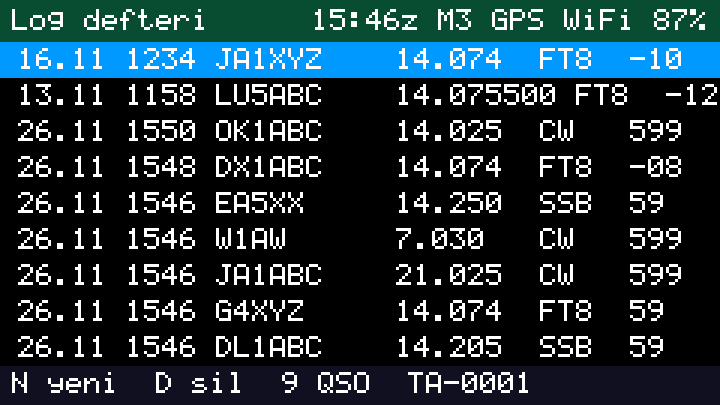 Log defteri 15:46z M3 GPS WiFi 87%
16.11 1234 JA1XYZ 14.074 FT8 -10
13.11 1158 LU5ABC 14.075500 FT8 -12
26.11 1550 OK1ABC 14.025 CW 599
26.11 1548 DX1ABC 14.074 FT8 -08
26.11 1546 EA5XX 14.250 SSB 59
26.11 1546 W1AW 7.030 CW 599
26.11 1546 JA1ABC 21.025 CW 599
26.11 1546 G4XYZ 14.074 FT8 59
26.11 1546 DL1ABC 14.205 SSB 59
N yeni D sil 9 QSO TA-0001